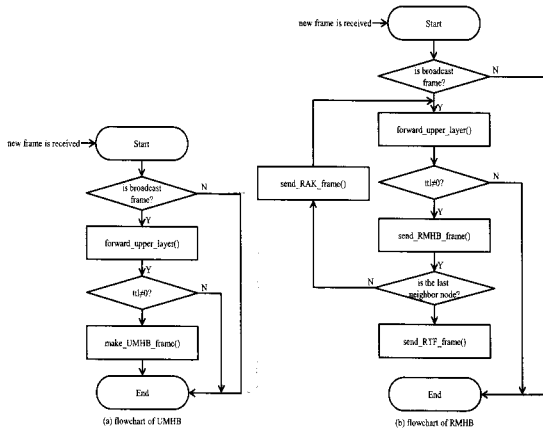 new frame is received
Start
is broadcast
frame?
N
Y
forward_upper_layer()
Y
ttl≠0?
N
Y
make_UMHB_frame()
End
(a) flowchart of UMHB
new frame is received
Start
is broadcast
frame?
N
Y
forward_upper_layer()
send_RAK_frame()
ttl≠0?
N
Y
send_RMHB_frame()
Y
is the last
neighbor node?
N
Y
send_RTF_frame()
End
(b) flowchart of RMHB